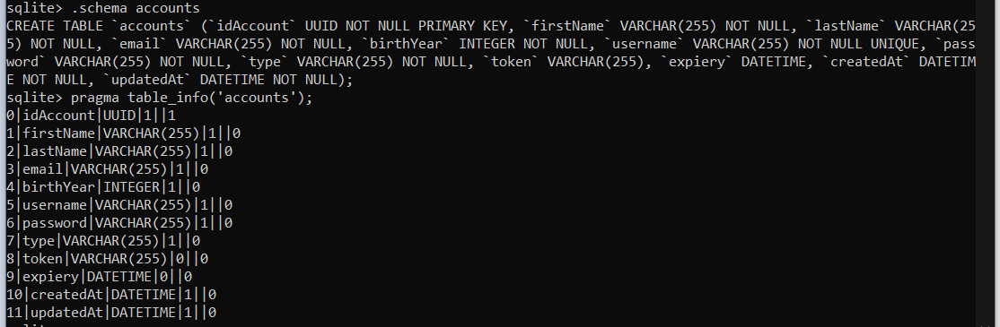 sqlite> .schema accounts
CREATE TABLE `accounts` (`idAccount` UUID NOT NULL PRIMARY KEY, `firstName` VARCHAR(255) NOT NULL, `lastName` VARCHAR(25
5) NOT NULL, `email` VARCHAR(255) NOT NULL, `birthYear` INTEGER NOT NULL, `username` VARCHAR(255) NOT NULL UNIQUE, `pass
word` VARCHAR(255) NOT NULL, `type` VARCHAR(255) NOT NULL, `token` VARCHAR(255), `expiery` DATETIME, `createdAt` DATETIM
E NOT NULL, `updatedAt` DATETIME NOT NULL);
sqlite> pragma table_info('accounts');
0|idAccount|UUID|1||1
1|firstName|VARCHAR(255)|1||0
2|lastName|VARCHAR(255)|1||0
3|email|VARCHAR(255)|1||0
4|birthYear|INTEGER|1||0
5|username|VARCHAR(255)|1||0
6|password|VARCHAR(255)|1||0
7|type|VARCHAR(255)|1||0
8|token|VARCHAR(255)|0||0
9|expiery|DATETIME|0||0
10|createdAt|DATETIME|1||0
11|updatedAt|DATETIME|1||0